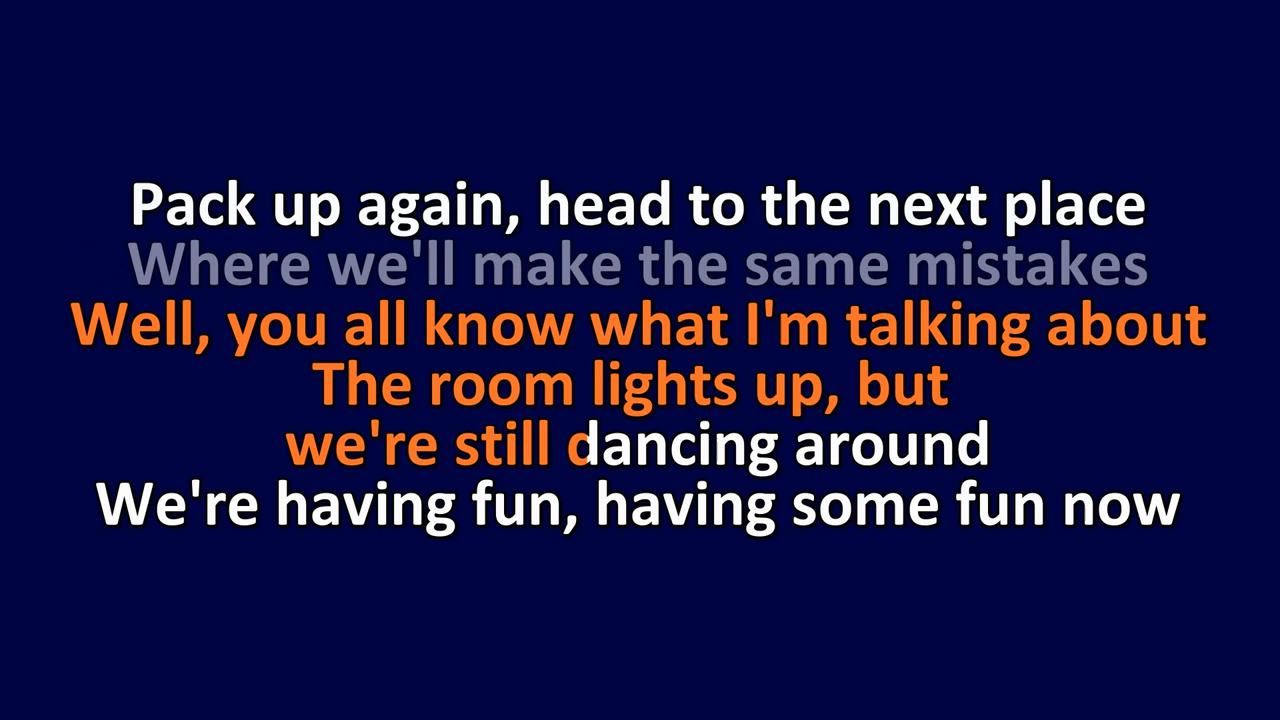 Pack up again, head to the next place
Where we'll make the same mistakes
Well, you all know what I'm talking about
The room lights up, but
we're still dancing around
We're having fun, having some fun now